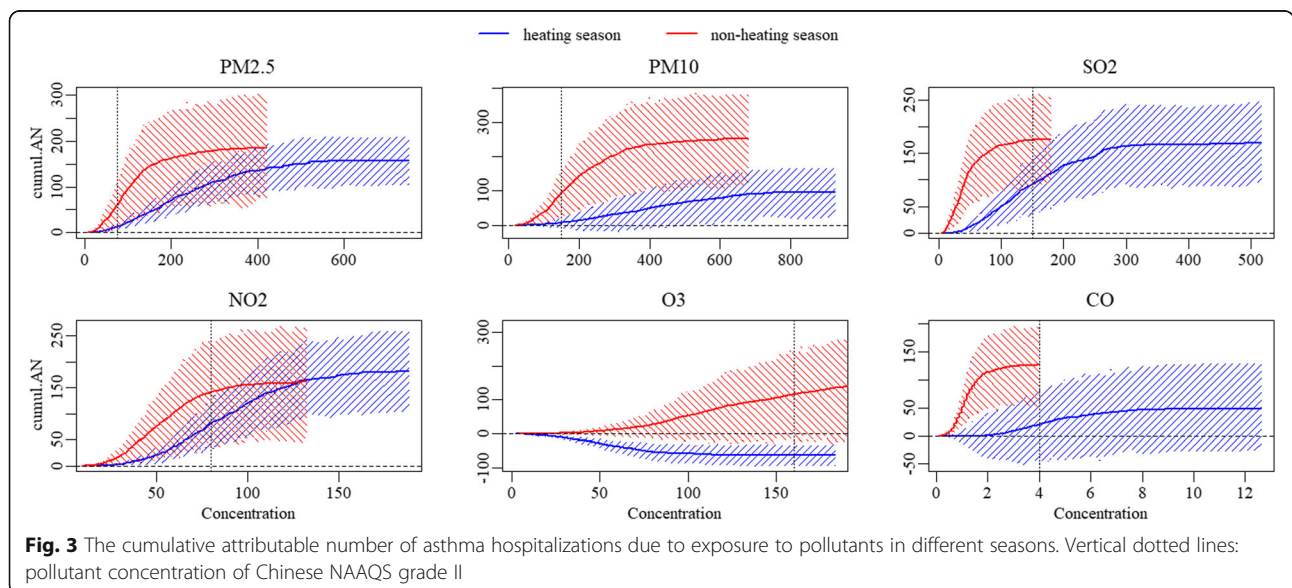 heating season non-heating season
PM2.5 PM10 SO2
cumul.AN
0 100 200 300
0 200 400 600
0 100 300
0 200 400 600 800
0 50 150 250
0 100 200 300 400 500
NO2 O3 CO
cumul.AN
0 50 150 250
50 100 150
-100 0 100 300
0 50 100 150
-50 0 50 150
0 2 4 6 8 10 12
Concentration Concentration Concentration
Fig. 3 The cumulative attributable number of asthma hospitalizations due to exposure to pollutants in different seasons. Vertical dotted lines:
pollutant concentration of Chinese NAAQS grade II